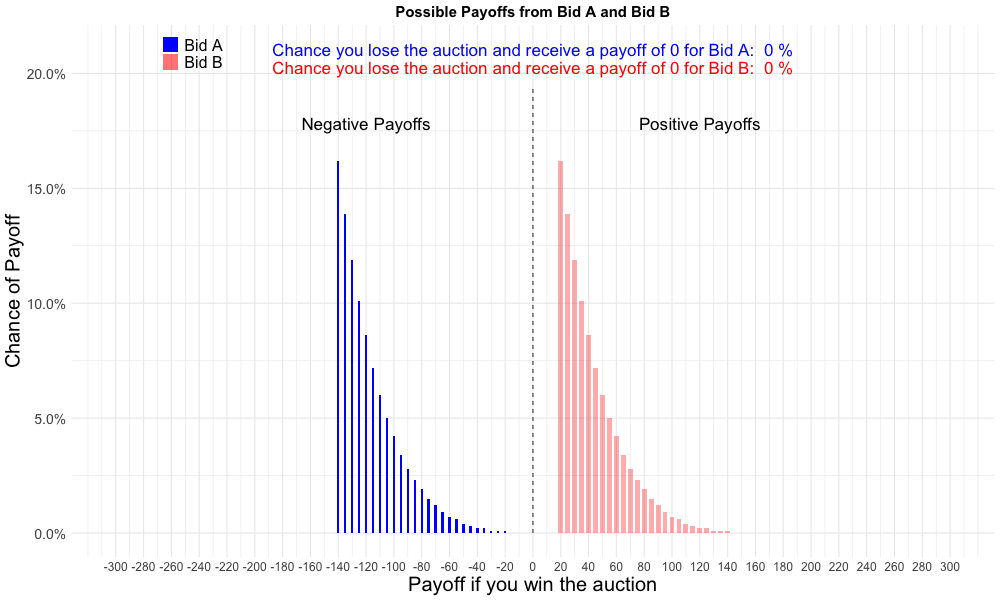 Possible Payoffs from Bid A and Bid B
Bid A
Bid B
Chance you lose the auction and receive a payoff of 0 for Bid A:  0 %
Chance you lose the auction and receive a payoff of 0 for Bid B:  0 %
Negative Payoffs
Positive Payoffs
Chance of Payoff
20.0%
15.0%
10.0%
5.0%
0.0%
-300 -280 -260 -240 -220 -200 -180 -160 -140 -120 -100 -80 -60 -40 -20 0 20 40 60 80 100 120 140 160 180 200 220 240 260 280 300
Payoff if you win the auction